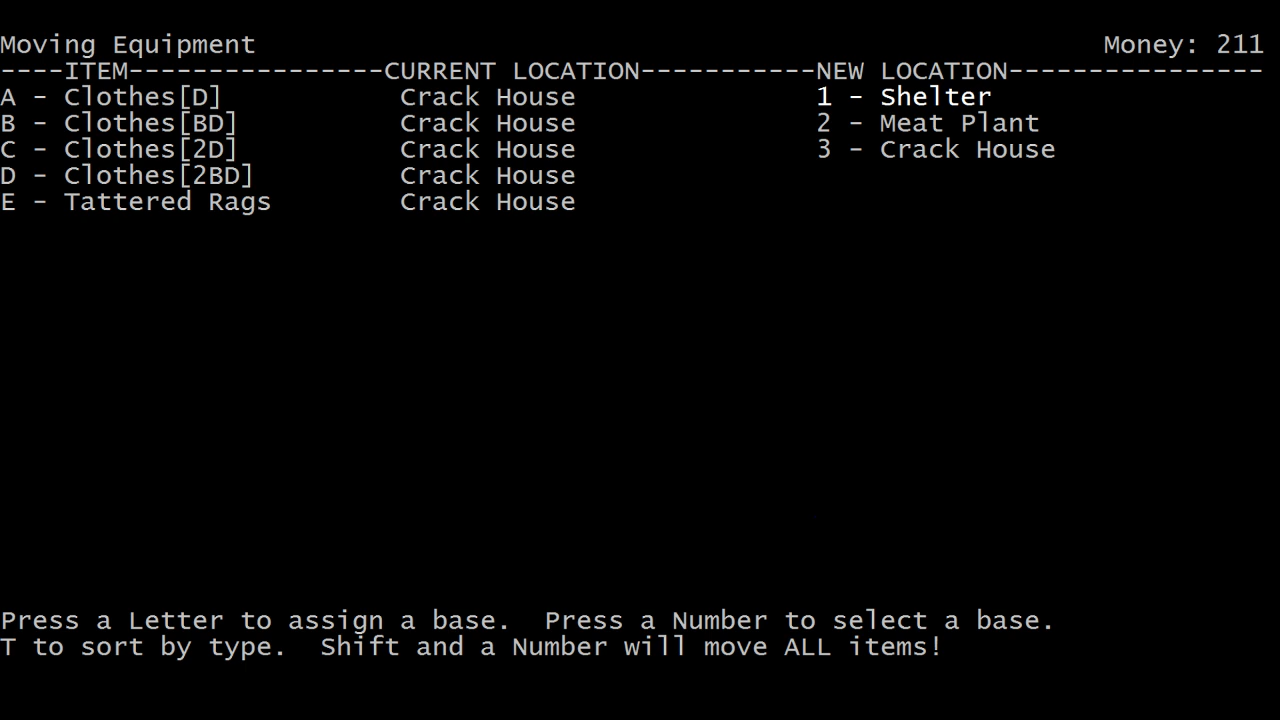 Moving Equipment Money: 211
----ITEM----------------CURRENT LOCATION-----------NEW LOCATION----------------
A - Clothes[D] Crack House 1 - Shelter
B - Clothes[BD] Crack House 2 - Meat Plant
C - Clothes[2D] Crack House 3 - Crack House
D - Clothes[2BD] Crack House
E - Tattered Rags Crack House
Press a Letter to assign a base.  Press a Number to select a base.
T to sort by type.  Shift and a Number will move ALL items!